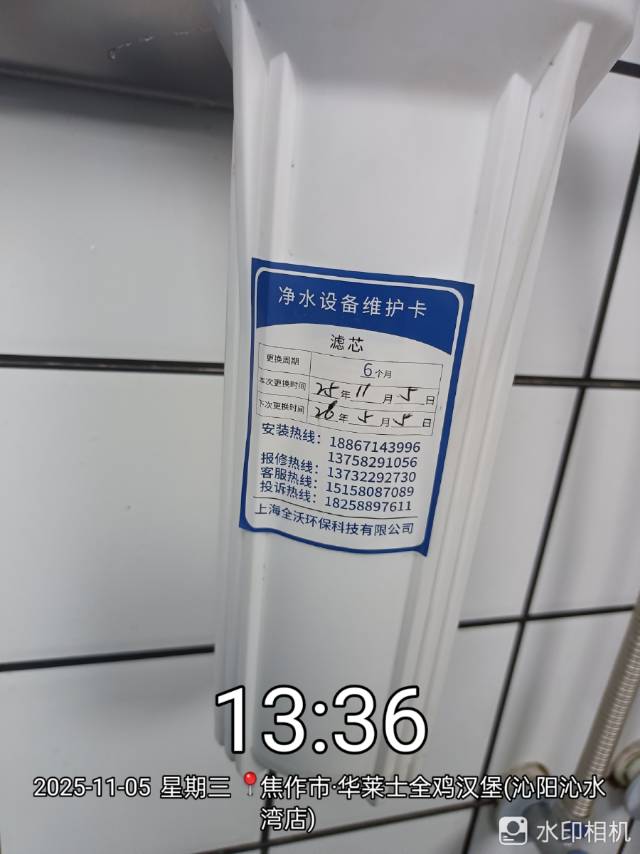 净水设备维护卡
滤芯
更换周期 6个月
本次更换时间 25年11月5日
下次更换时间 26年5月5日
安装热线：18867143996
13758291056
报修热线：13732292730
客服热线：15158087089
投诉热线：18258897611
上海全沃环保科技有限公司
13:36
2025-11-05 星期三 焦作市·华莱士全鸡汉堡(沁阳沁水
湾店)
水印相机